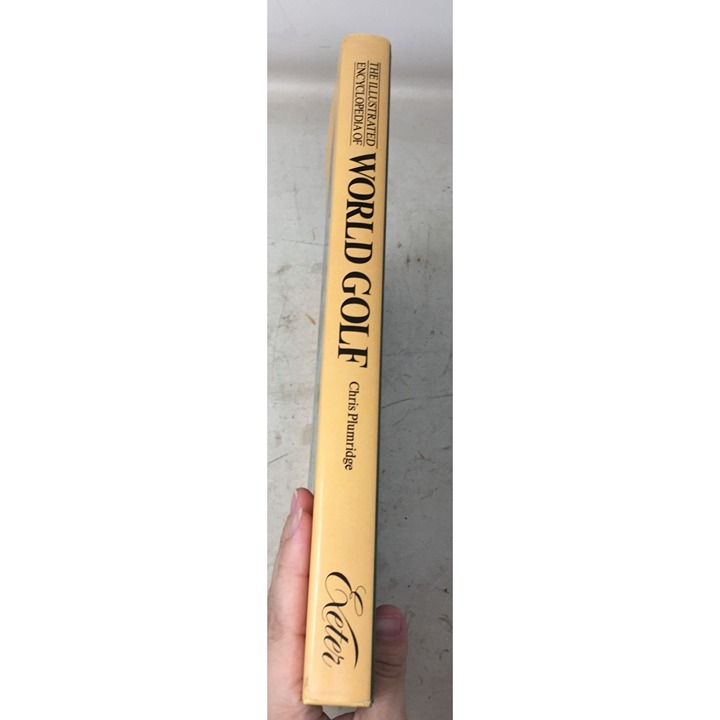 THE ILLUSTRATED
ENCYCLOPEDIA OF
WORLD GOLF
Chris Plumridge
Exeter